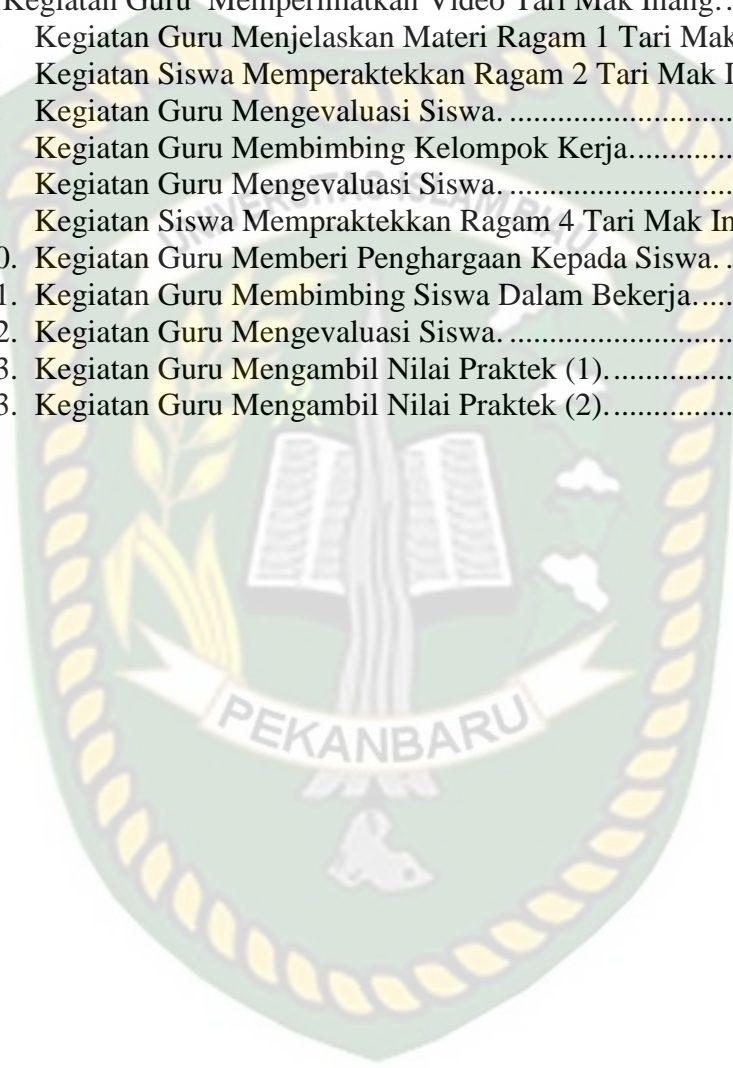 Kegiatan Guru Memperlihatkan Video Tari Mak Inang..
Kegiatan Guru Menjelaskan Materi Ragam 1 Tari Mak
Kegiatan Siswa Memperaktekkan Ragam 2 Tari Mak
Kegiatan Guru Mengevaluasi Siswa. ..........................
Kegiatan Guru Membimbing Kelompok Kerja.............
Kegiatan Guru Mengevaluasi Siswa. ..........................
Kegiatan Siswa Mempraktekkan Ragam 4 Tari Mak In
0. Kegiatan Guru Memberi Penghargaan Kepada Siswa. ..
1. Kegiatan Guru Membimbing Siswa Dalam Bekerja.....
2. Kegiatan Guru Mengevaluasi Siswa. ..........................
3. Kegiatan Guru Mengambil Nilai Praktek (1)...............
3. Kegiatan Guru Mengambil Nilai Praktek (2)...............
UNIVERSITAS ISLAM RIAU
PEKANBARU